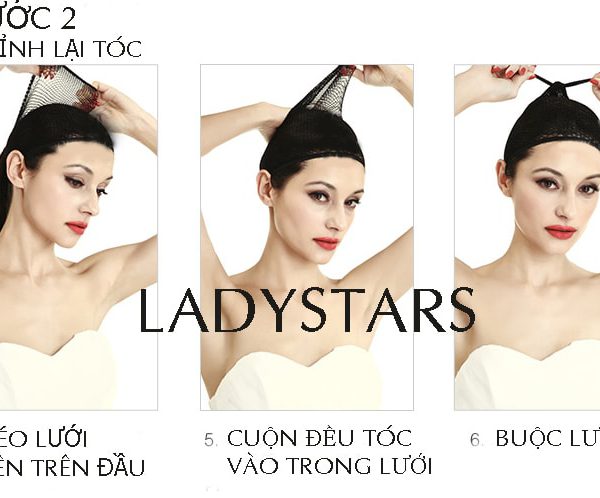 ƯỚC 2
ỈNH LẠI TÓC
LADYSTARS
ÉO LƯỚI
ÊN TRÊN ĐẦU
5. CUỘN ĐỀU TÓC
VÀO TRONG LƯỚI
6. BUỘC LƯ